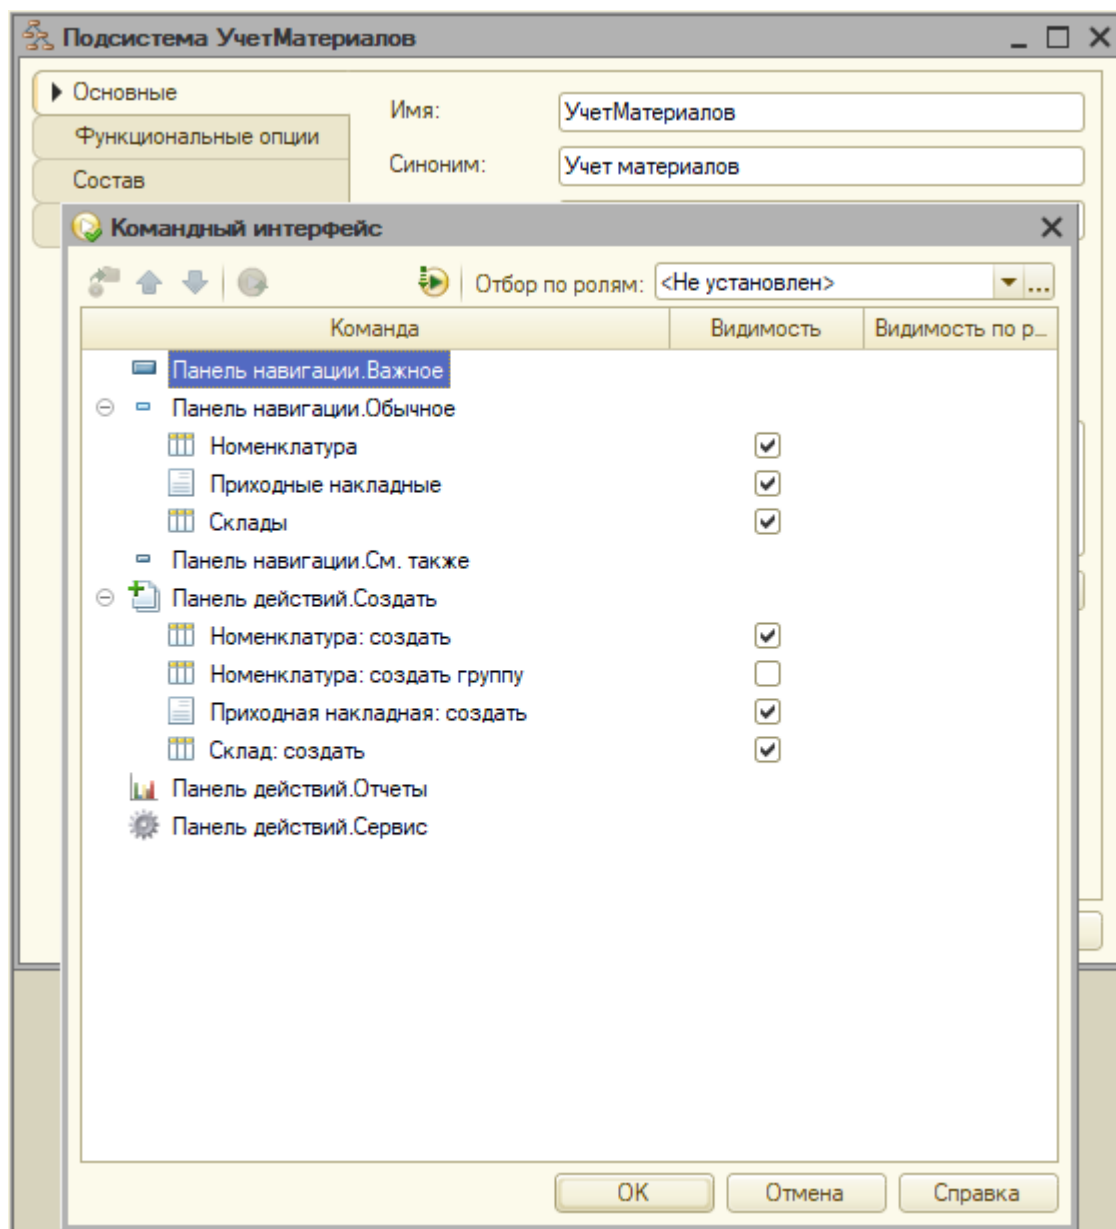 Подсистема УчетМатериалов
Основные
Имя: УчетМатериалов
Функциональные опции
Синоним: Учет материалов
Состав
Командный интерфейс
Отбор по ролям: <Не установлен>
Команда Видимость Видимость по р...
Панель навигации.Важное
Панель навигации.Обычное
Номенклатура
Приходные накладные
Склады
Панель навигации.См. также
Панель действий.Создать
Номенклатура: создать
Номенклатура: создать группу
Приходная накладная: создать
Склад: создать
Панель действий.Отчеты
Панель действий.Сервис
ОК Отмена Справка